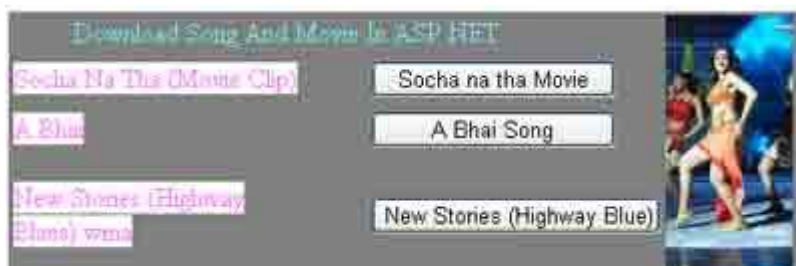 Download Song And Movie In ASP.NET
Socha Na Tha (Movie Clip)
Socha na tha Movie
A Bhai
A Bhai Song
New Stories (Highway
Blues) wma
New Stories (Highway Blue)